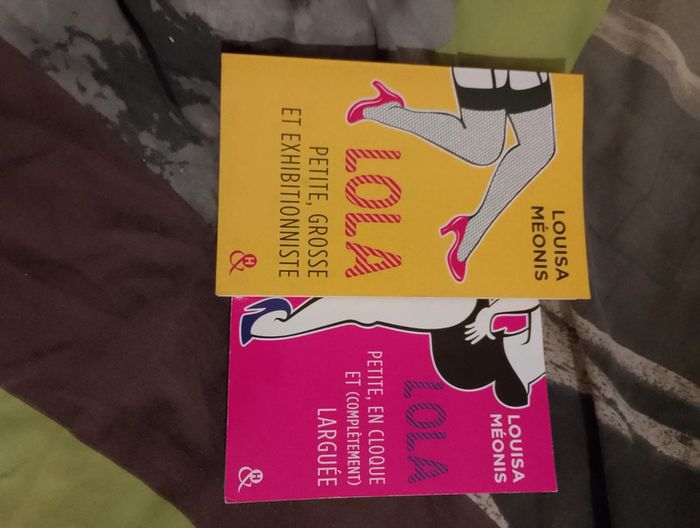 LOUISA
MÉONIS
LOLA
PETITE, GROSSE
ET EXHIBITIONNISTE
&H
LOUISA
MÉONIS
LOLA
PETITE, EN CLOQUE
ET (COMPLÈTEMENT)
LARGUÉE
&H